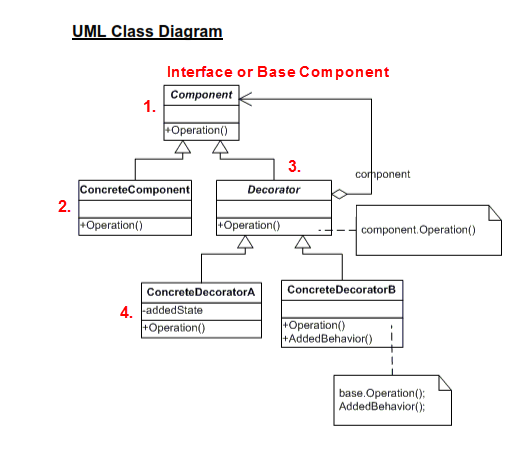 UML Class Diagram
Interface or Base Component
1.
Component
+Operation()
3.
component
2.
ConcreteComponent
+Operation()
Decorator
+Operation()
component.Operation()
4.
ConcreteDecoratorA
-addedState
+Operation()
ConcreteDecoratorB
+Operation()
+AddedBehavior()
base.Operation();
AddedBehavior();